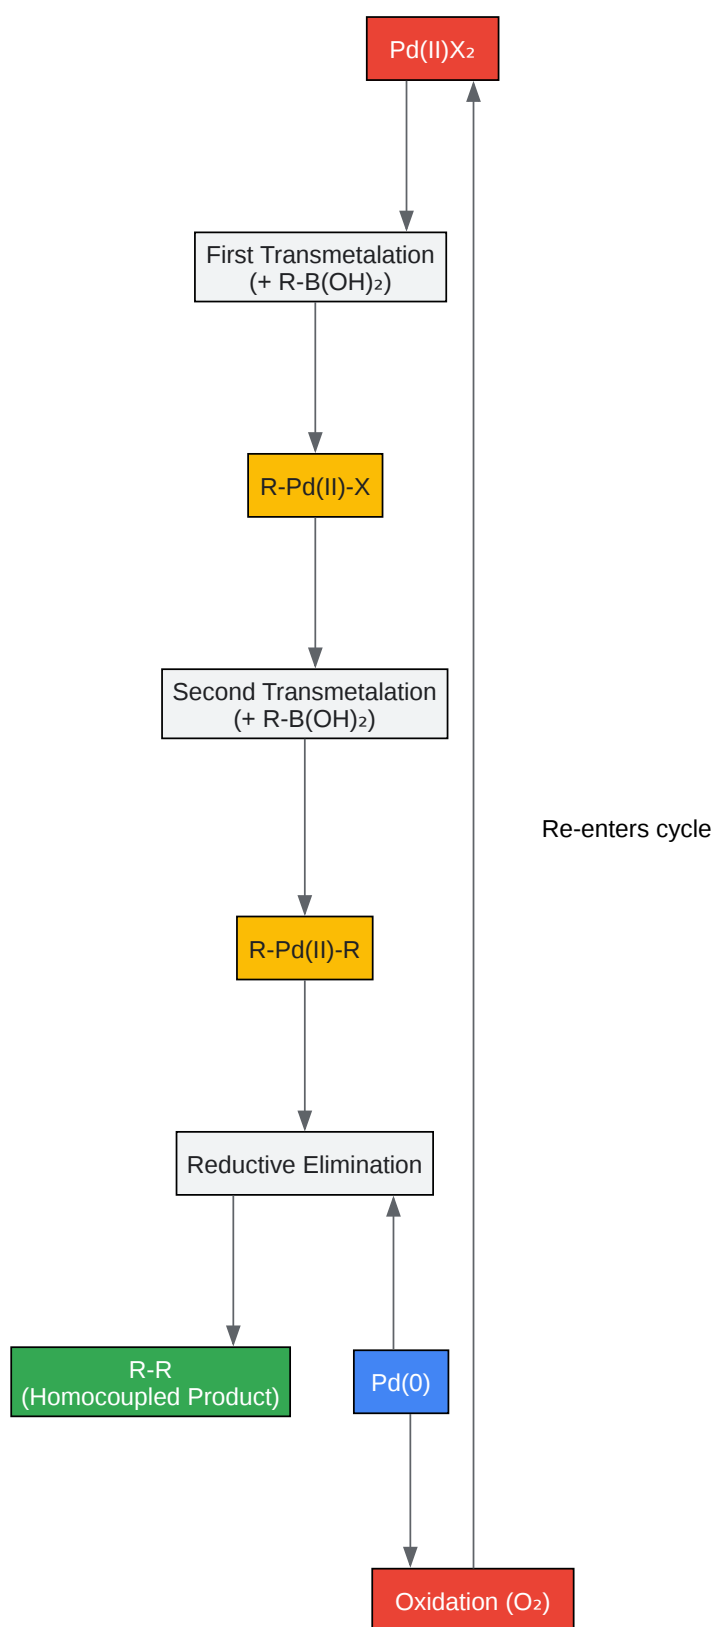 Pd(II)X₂
First Transmetalation
(+ R-B(OH)₂)
R-Pd(II)-X
Second Transmetalation
(+ R-B(OH)₂)
Re-enters cycle
R-Pd(II)-R
Reductive Elimination
R-R
(Homocoupled Product)
Pd(0)
Oxidation (O₂)